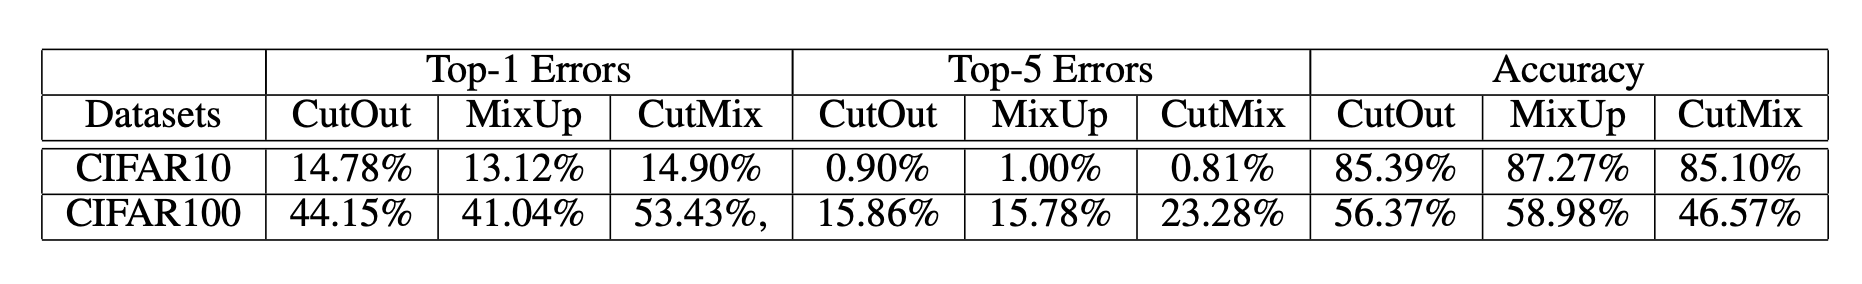 Top-1 Errors Top-5 Errors Accuracy
Datasets CutOut MixUp CutMix CutOut MixUp CutMix CutOut MixUp CutMix
CIFAR10 14.78% 13.12% 14.90% 0.90% 1.00% 0.81% 85.39% 87.27% 85.10%
CIFAR100 44.15% 41.04% 53.43%, 15.86% 15.78% 23.28% 56.37% 58.98% 46.57%